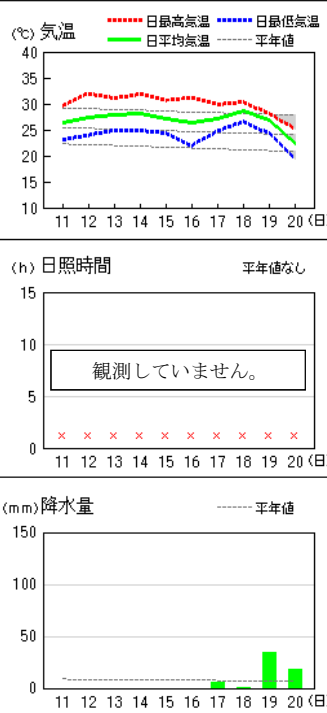 (℃) 気温
日最高気温 日最低気温
日平均気温 平年値
40
35
30
25
20
15
10
11 12 13 14 15 16 17 18 19 20 (日
(h) 日照時間 平年値なし
15
10
5
0
観測していません。
× × × × × × × × × ×
11 12 13 14 15 16 17 18 19 20 (日
(mm) 降水量 平年値
150
100
50
0
11 12 13 14 15 16 17 18 19 20 (日